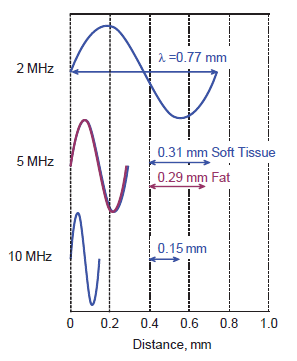 2 MHz
λ =0.77 mm
5 MHz
0.31 mm Soft Tissue
0.29 mm Fat
10 MHz
0.15 mm
0 0.2 0.4 0.6 0.8 1.0
Distance, mm